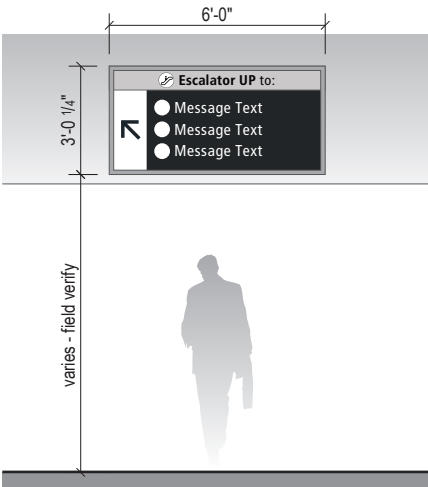 6'-0"
3'-0 1/4"
Escalator UP to:
Message Text
Message Text
Message Text
varies - field verify